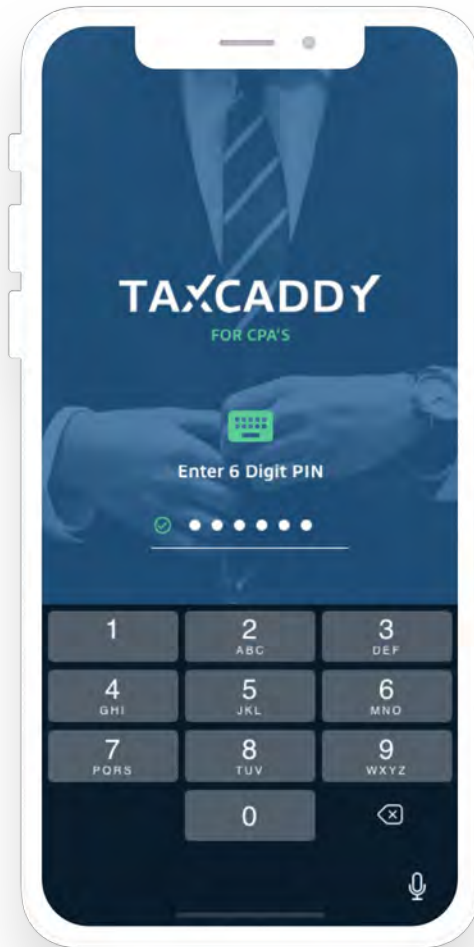 TAXCADDY
FOR CPA'S
Enter 6 Digit PIN
1 2 3
ABC DEF
4 5 6
GHI JKL MNO
7 8 9
PQRS TUV WXYZ
0